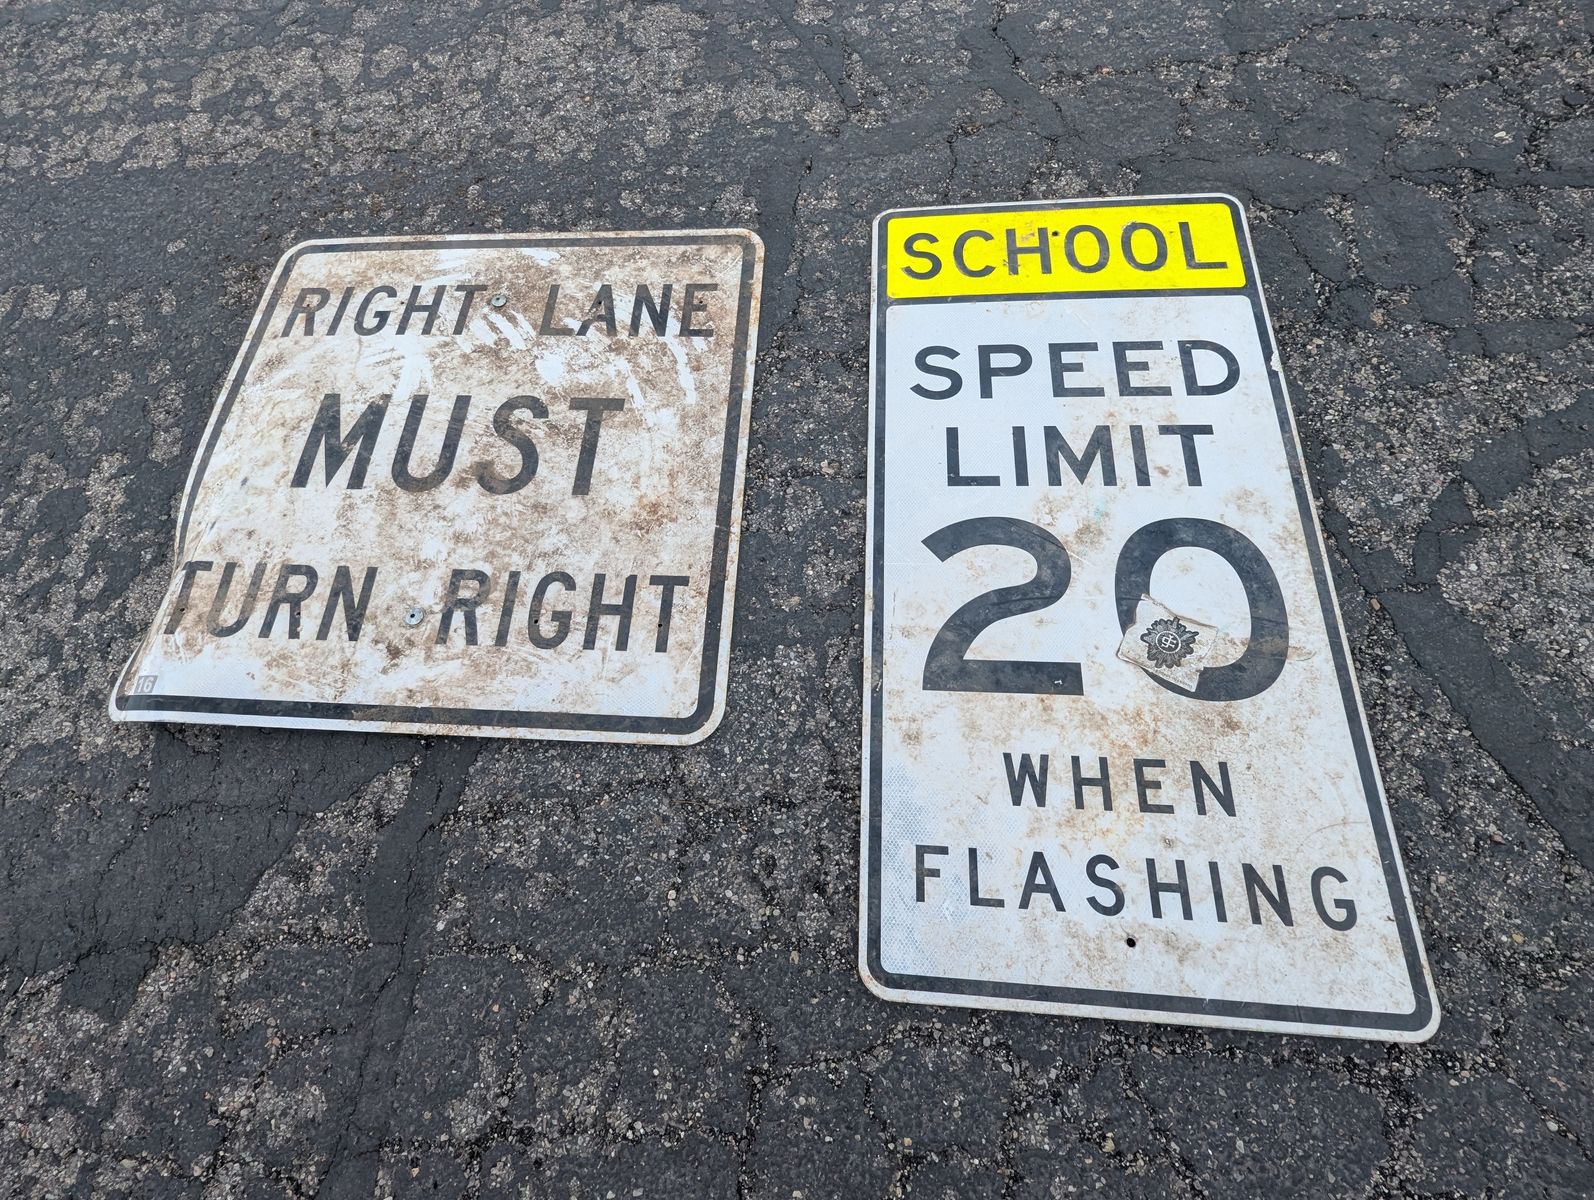 RIGHT LANE
MUST
TURN RIGHT
16
SCHOOL
SPEED
LIMIT
20
WHEN
FLASHING